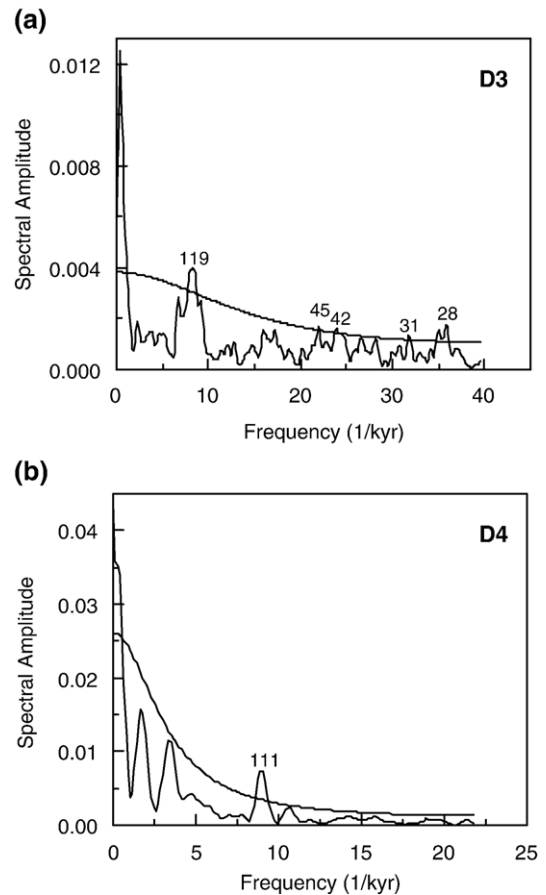 (a)
D3
0.012
0.008
0.004
0.000
Spectral Amplitude
119
45
42
31
28
0 10 20 30 40
Frequency (1/kyr)
(b)
D4
0.04
0.03
0.02
0.01
0.00
Spectral Amplitude
111
0 5 10 15 20 25
Frequency (1/kyr)